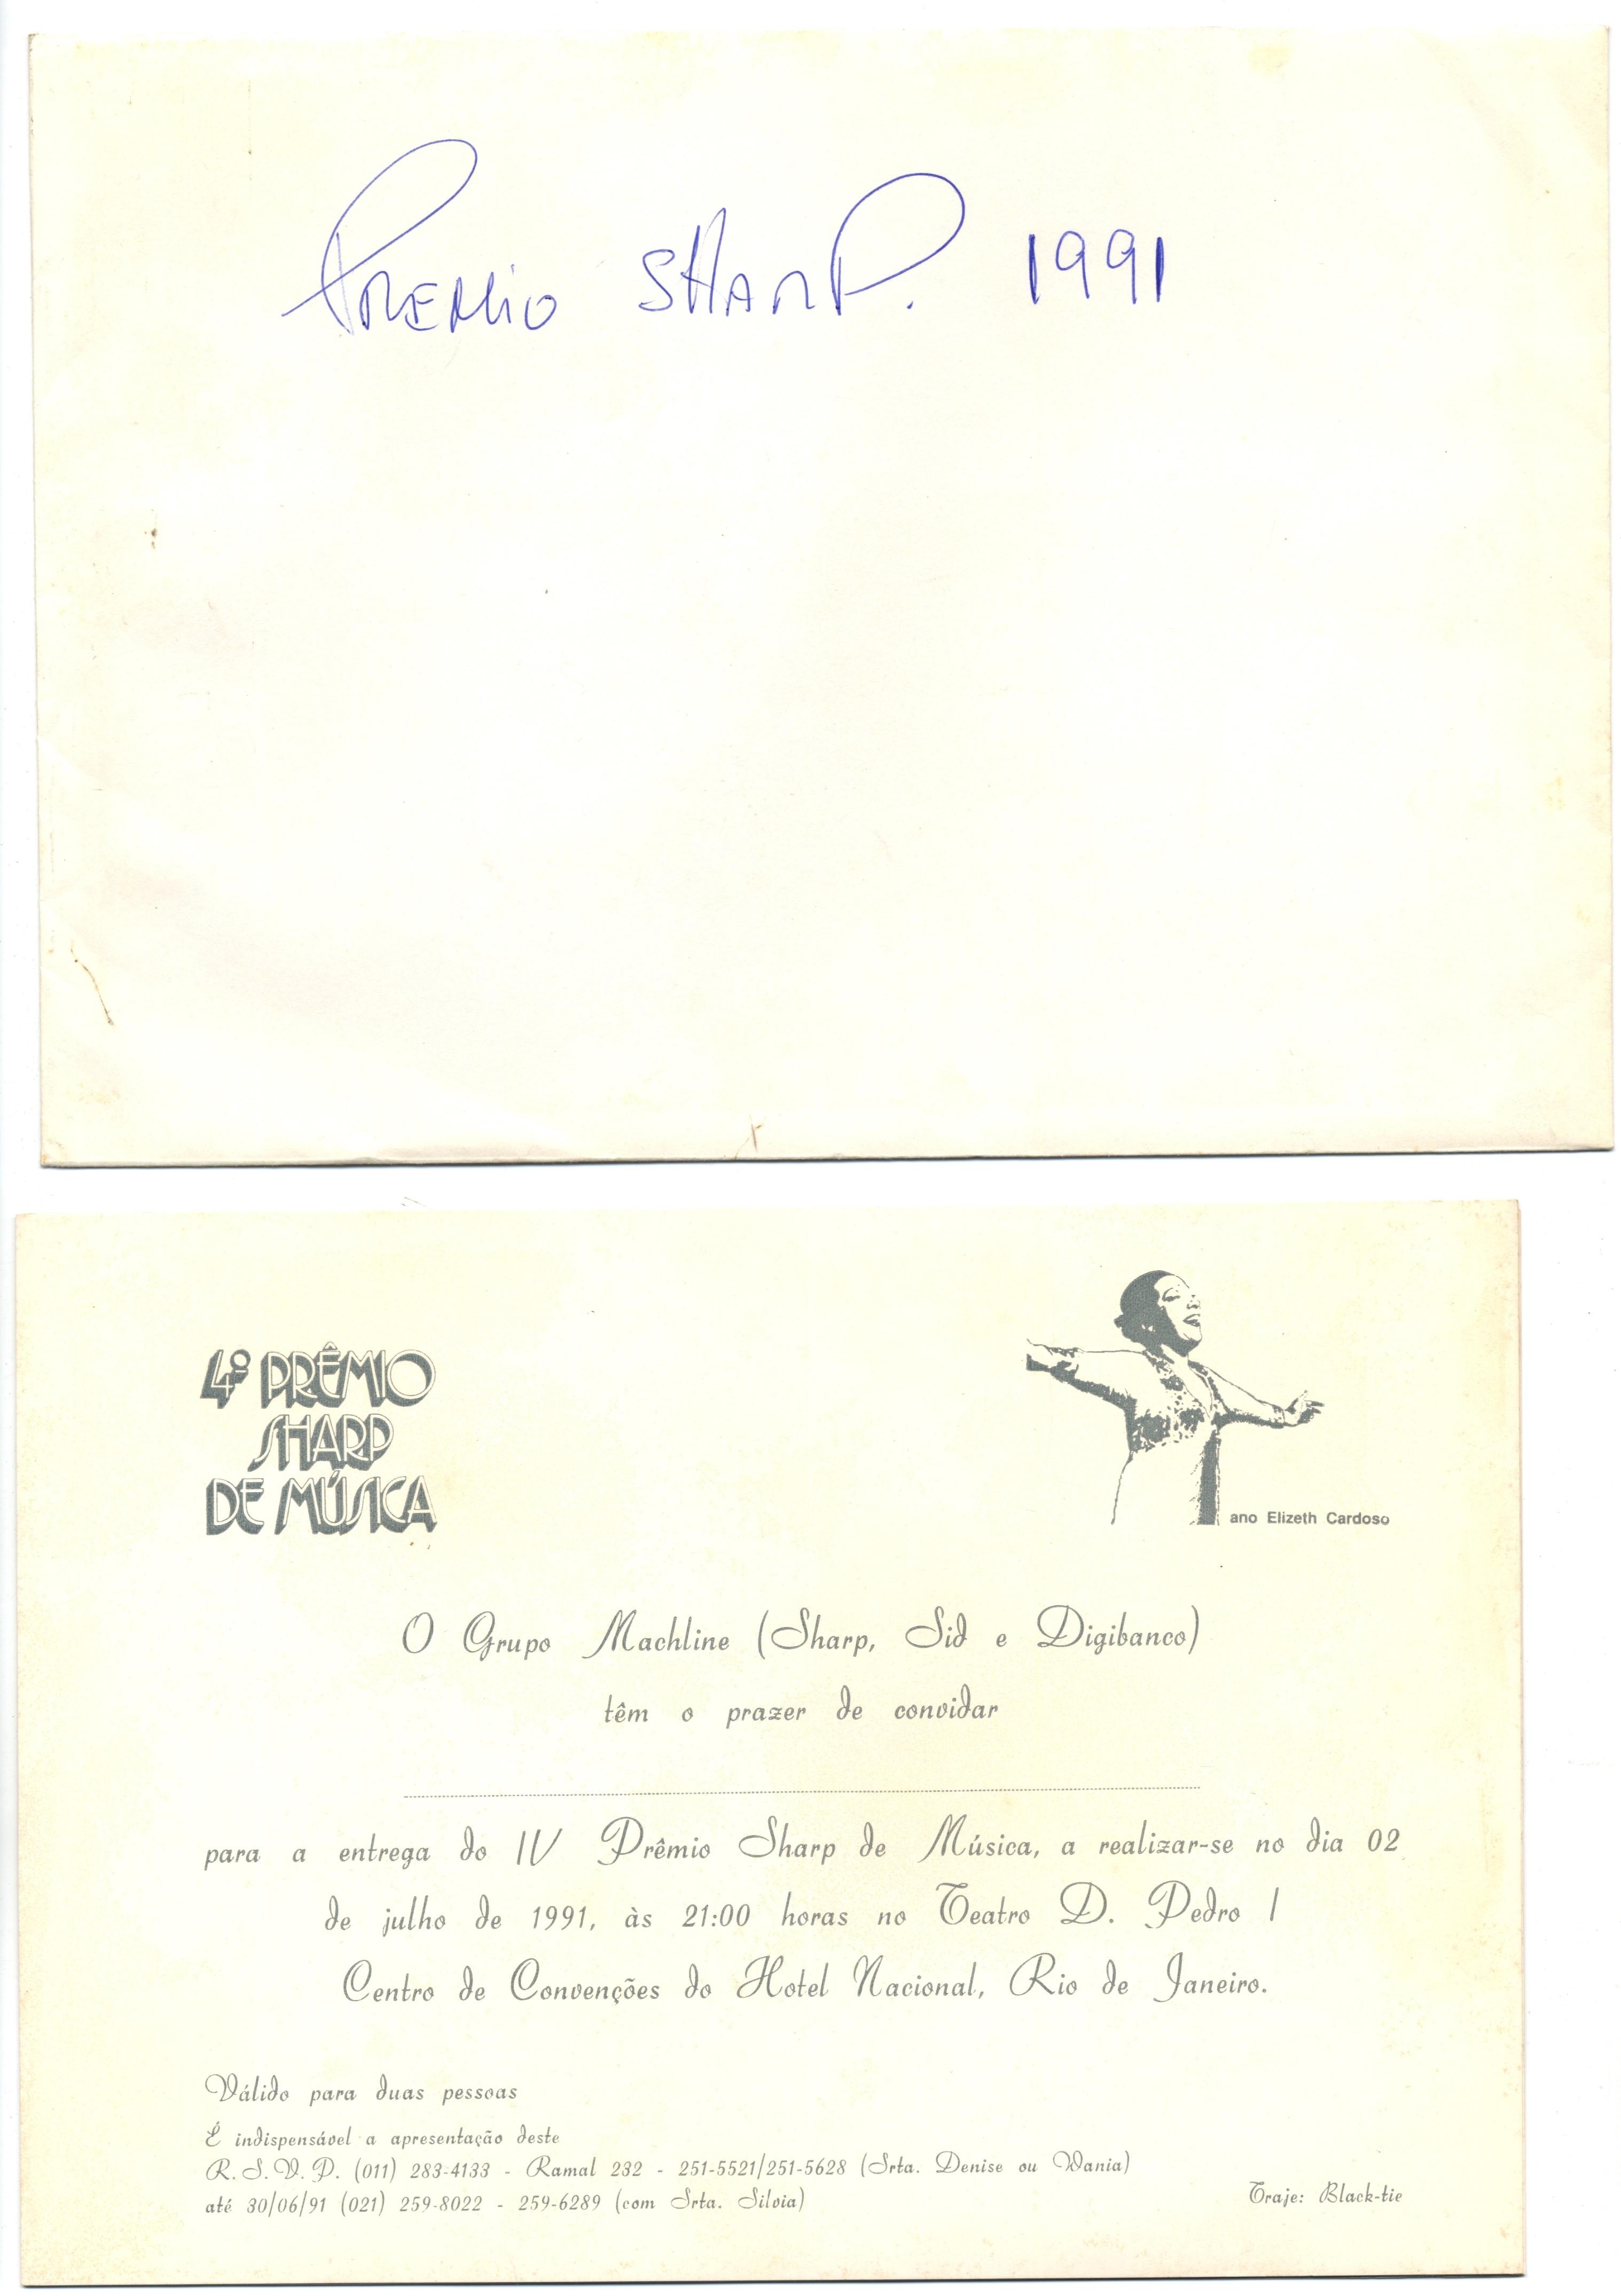 PREMIO SHARP. 1991
4º PRÊMIO
SHARP
DE MÚSICA
ano Elizeth Cardoso
O Grupo Machline (Sharp, Sid e Digibanco)
têm o prazer de convidar
para a entrega do IV Prêmio Sharp de Música, a realizar-se no dia 02
de julho de 1991, às 21:00 horas no Teatro D. Pedro I
Centro de Convenções do Hotel Nacional, Rio de Janeiro.
Válido para duas pessoas
É indispensável a apresentação deste
R. S. V. P. (011) 283-4133 - Ramal 232 - 251-5521/251-5628 (Srta. Denise ou Wania)
até 30/06/91 (021) 259-8022 - 259-6289 (com Srta. Silvia)
Traje: Black-tie